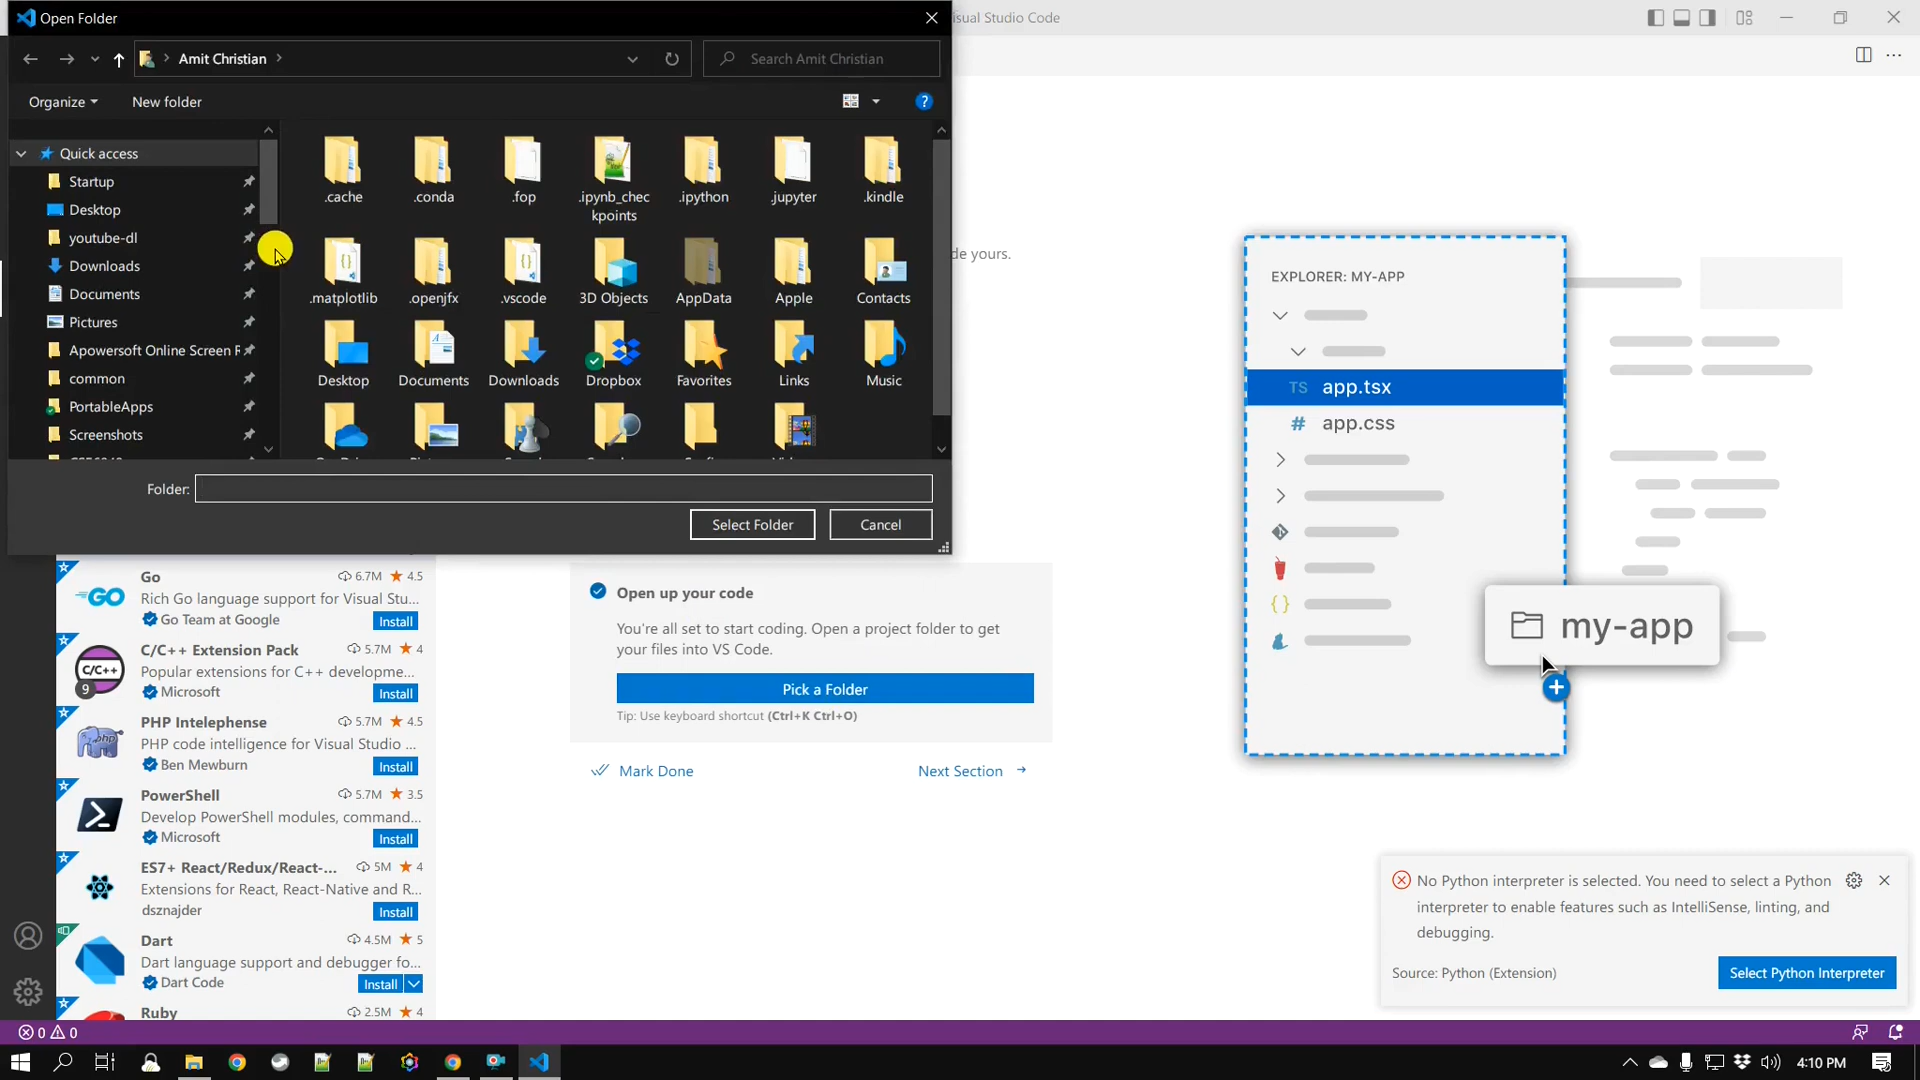 Open Folder
isual Studio Code
Amit Christian
Search Amit Christian
Organize
New folder
Quick access
Startup
Desktop
youtube-dl
Downloads
Documents
Pictures
Apowersoft Online Screen R
common
PortableApps
Screenshots
.cache
.conda
.fop
.ipynb_chec
kpoints
.ipython
.jupyter
.kindle
.matplotlib
.openjfx
.vscode
3D Objects
AppData
Apple
Contacts
Desktop
Documents
Downloads
Dropbox
Favorites
Links
Music
Folder:
Select Folder
Cancel
de yours.
Go 6.7M 4.5
Rich Go language support for Visual Stu...
Go Team at Google Install
C/C++
9
C/C++ Extension Pack 5.7M 4
Popular extensions for C++ developme...
Microsoft Install
PHP Intelephense 5.7M 4.5
PHP code intelligence for Visual Studio ...
Ben Mewburn Install
PowerShell 5.7M 3.5
Develop PowerShell modules, command...
Microsoft Install
ES7+ React/Redux/React-... 5M 4
Extensions for React, React-Native and R...
dsznajder Install
Dart 4.5M 5
Dart language support and debugger fo...
Dart Code Install
Ruby 2.5M 4
Open up your code
You're all set to start coding. Open a project folder to get
your files into VS Code.
Pick a Folder
Tip: Use keyboard shortcut (Ctrl+K Ctrl+O)
Mark Done
Next Section
EXPLORER: MY-APP
TS app.tsx
# app.css
my-app
No Python interpreter is selected. You need to select a Python
interpreter to enable features such as IntelliSense, linting, and
debugging.
Source: Python (Extension)
Select Python Interpreter
0 0
4:10 PM